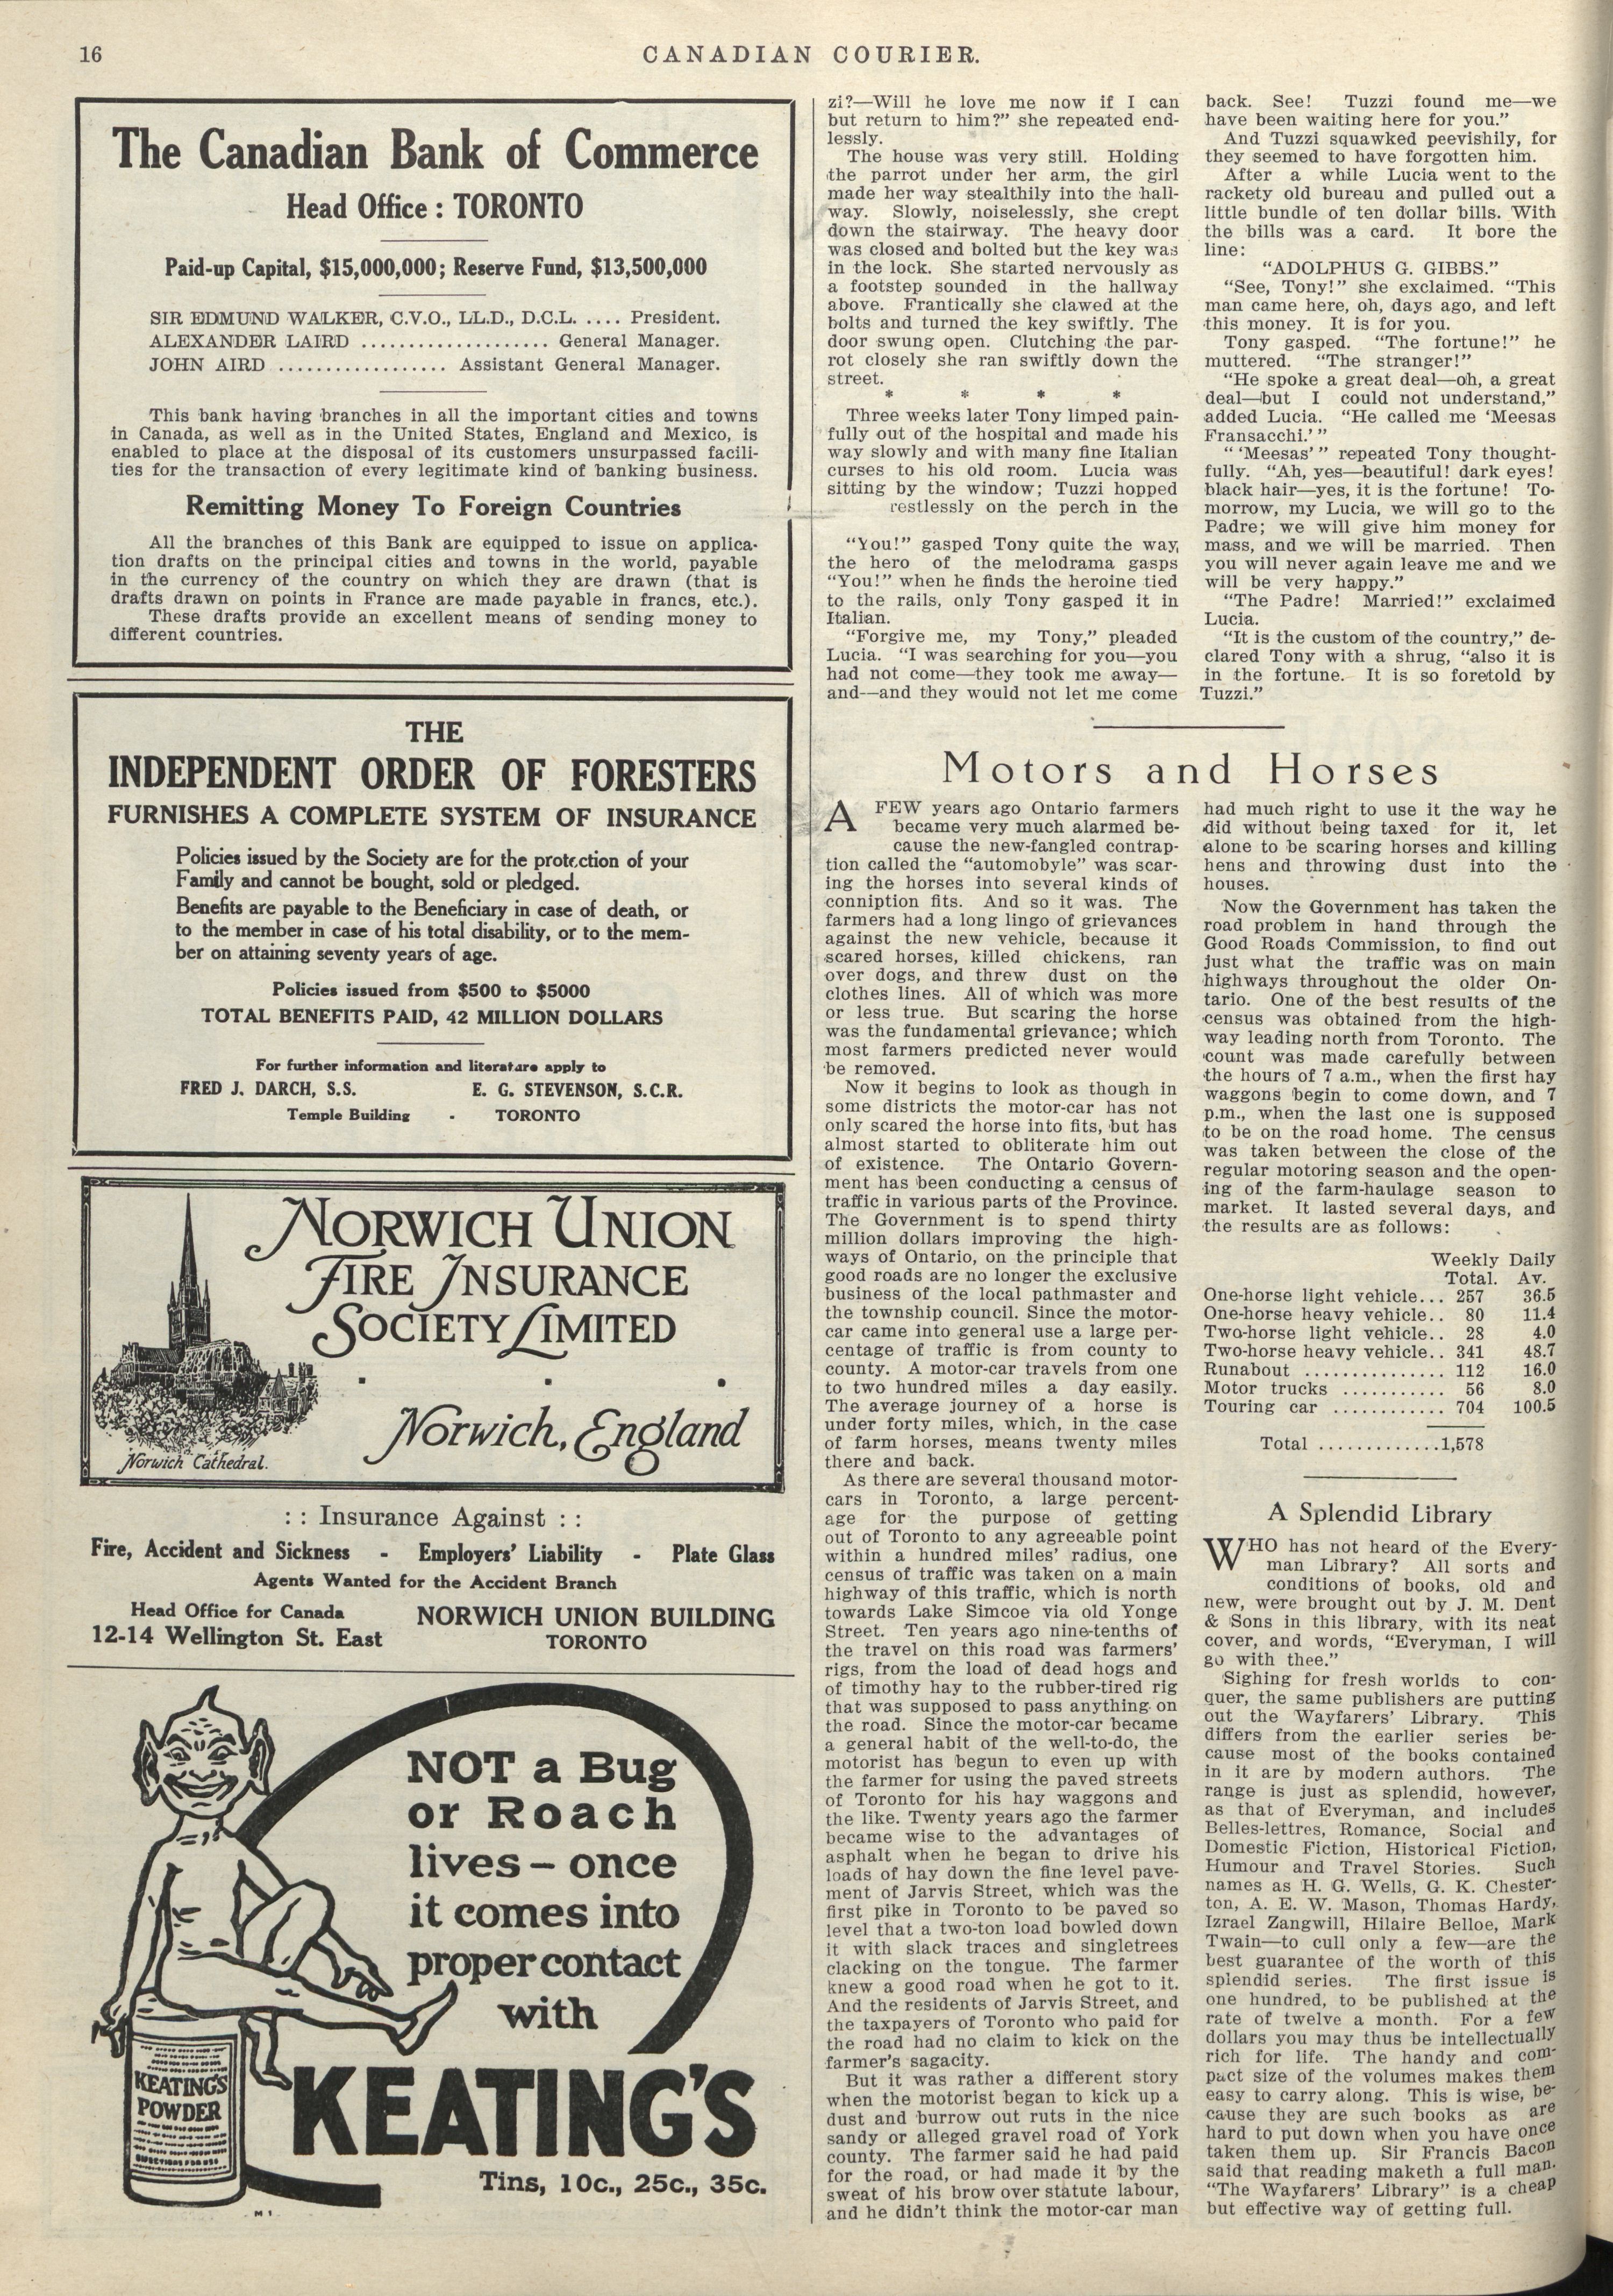 16
CANADIAN COURIER.
The Canadian Bank of Commerce
Head Office : TORONTO
Paid-up Capital, $15,000,000; Reserve Fund, $13,500,000
SIR EDMUND WALKER, C.V.O., LL.D., D.C.L. .... President.
ALEXANDER LAIRD .................... General Manager.
JOHN AIRD .................. Assistant General Manager.
This bank having branches in all the important cities and towns
in Canada, as well as in the United States, England and Mexico, is
enabled to place at the disposal of its customers unsurpassed facili-
ties for the transaction of every legitimate kind of banking business.
Remitting Money To Foreign Countries
All the branches of this Bank are equipped to issue on applica-
tion drafts on the principal cities and towns in the world, payable
in the currency of the country on which they are drawn (that is
drafts drawn on points in France are made payable in francs, etc.).
These drafts provide an excellent means of sending money to
different countries.
THE
INDEPENDENT ORDER OF FORESTERS
FURNISHES A COMPLETE SYSTEM OF INSURANCE
Policies issued by the Society are for the protection of your
Family and cannot be bought, sold or pledged.
Benefits are payable to the Beneficiary in case of death, or
to the member in case of his total disability, or to the mem-
ber on attaining seventy years of age.
Policies issued from $500 to $5000
TOTAL BENEFITS PAID, 42 MILLION DOLLARS
For further information and literature apply to
FRED J. DARCH, S.S. E. G. STEVENSON, S.C.R.
Temple Building - TORONTO
NORWICH UNION
FIRE INSURANCE
SOCIETY LIMITED
Norwich, England
Norwich Cathedral.
: : Insurance Against : :
Fire, Accident and Sickness - Employers' Liability - Plate Glass
Agents Wanted for the Accident Branch
Head Office for Canada
12-14 Wellington St. East
NORWICH UNION BUILDING
TORONTO
NOT a Bug
or Roach
lives – once
it comes into
proper contact
with
KEATING'S
KEATING'S
POWDER
Tins, 10c., 25c., 35c.
M 1
zi?—Will he love me now if I can
but return to him?" she repeated end-
lessly.
The house was very still. Holding
the parrot under her arm, the girl
made her way stealthily into the hall-
way. Slowly, noiselessly, she crept
down the stairway. The heavy door
was closed and bolted but the key was
in the lock. She started nervously as
a footstep sounded in the hallway
above. Frantically she clawed at the
bolts and turned the key swiftly. The
door swung open. Clutching the par-
rot closely she ran swiftly down the
street.
* * * *
Three weeks later Tony limped pain-
fully out of the hospital and made his
way slowly and with many fine Italian
curses to his old room. Lucia was
sitting by the window; Tuzzi hopped
restlessly on the perch in the
"You!" gasped Tony quite the way,
the hero of the melodrama gasps
"You!" when he finds the heroine tied
to the rails, only Tony gasped it in
Italian.
"Forgive me, my Tony," pleaded
Lucia. "I was searching for you—you
had not come—they took me away—
and—and they would not let me come
back. See! Tuzzi found me—we
have been waiting here for you."
And Tuzzi squawked peevishily, for
they seemed to have forgotten him.
After a while Lucia went to the
rackety old bureau and pulled out a
little bundle of ten dollar bills. With
the bills was a card. It bore the
line:
"ADOLPHUS G. GIBBS."
"See, Tony!" she exclaimed. "This
man came here, oh, days ago, and left
this money. It is for you.
Tony gasped. "The fortune!" he
muttered. "The stranger!"
"He spoke a great deal—oh, a great
deal—but I could not understand,"
added Lucia. "He called me 'Meesas
Fransacchi.' "
" 'Meesas' " repeated Tony thought-
fully. "Ah, yes—beautiful! dark eyes!
black hair—yes, it is the fortune! To-
morrow, my Lucia, we will go to the
Padre; we will give him money for
mass, and we will be married. Then
you will never again leave me and we
will be very happy."
"The Padre! Married!" exclaimed
Lucia.
"It is the custom of the country," de-
clared Tony with a shrug, "also it is
in the fortune. It is so foretold by
Tuzzi."
Motors and Horses
A FEW years ago Ontario farmers
became very much alarmed be-
cause the new-fangled contrap-
tion called the "automobyle" was scar-
ing the horses into several kinds of
conniption fits. And so it was. The
farmers had a long lingo of grievances
against the new vehicle, because it
scared horses, killed chickens, ran
over dogs, and threw dust on the
clothes lines. All of which was more
or less true. But scaring the horse
was the fundamental grievance; which
most farmers predicted never would
be removed.
Now it begins to look as though in
some districts the motor-car has not
only scared the horse into fits, but has
almost started to obliterate him out
of existence. The Ontario Govern-
ment has been conducting a census of
traffic in various parts of the Province.
The Government is to spend thirty
million dollars improving the high-
ways of Ontario, on the principle that
good roads are no longer the exclusive
business of the local pathmaster and
the township council. Since the motor-
car came into general use a large per-
centage of traffic is from county to
county. A motor-car travels from one
to two hundred miles a day easily.
The average journey of a horse is
under forty miles, which, in the case
of farm horses, means twenty miles
there and back.
As there are several thousand motor-
cars in Toronto, a large percent-
age for the purpose of getting
out of Toronto to any agreeable point
within a hundred miles' radius, one
census of traffic was taken on a main
highway of this traffic, which is north
towards Lake Simcoe via old Yonge
Street. Ten years ago nine-tenths of
the travel on this road was farmers'
rigs, from the load of dead hogs and
of timothy hay to the rubber-tired rig
that was supposed to pass anything on
the road. Since the motor-car became
a general habit of the well-to-do, the
motorist has begun to even up with
the farmer for using the paved streets
of Toronto for his hay waggons and
the like. Twenty years ago the farmer
became wise to the advantages of
asphalt when he began to drive his
loads of hay down the fine level pave-
ment of Jarvis Street, which was the
first pike in Toronto to be paved so
level that a two-ton load bowled down
it with slack traces and singletrees
clacking on the tongue. The farmer
knew a good road when he got to it.
And the residents of Jarvis Street, and
the taxpayers of Toronto who paid for
the road had no claim to kick on the
farmer's sagacity.
But it was rather a different story
when the motorist began to kick up a
dust and burrow out ruts in the nice
sandy or alleged gravel road of York
county. The farmer said he had paid
for the road, or had made it by the
sweat of his brow over statute labour,
and he didn't think the motor-car man
had much right to use it the way he
did without being taxed for it, let
alone to be scaring horses and killing
hens and throwing dust into the
houses.
Now the Government has taken the
road problem in hand through the
Good Roads Commission, to find out
just what the traffic was on main
highways throughout the older On-
tario. One of the best results of the
census was obtained from the high-
way leading north from Toronto. The
count was made carefully between
the hours of 7 a.m., when the first hay
waggons begin to come down, and 7
p.m., when the last one is supposed
to be on the road home. The census
was taken between the close of the
regular motoring season and the open-
ing of the farm-haulage season to
market. It lasted several days, and
the results are as follows:
Weekly Daily
Total. Av.
One-horse light vehicle... 257 36.5
One-horse heavy vehicle.. 80 11.4
Two-horse light vehicle.. 28 4.0
Two-horse heavy vehicle.. 341 48.7
Runabout ............... 112 16.0
Motor trucks ........... 56 8.0
Touring car ............ 704 100.5
Total .............1,578
A Splendid Library
WHO has not heard of the Every-
man Library? All sorts and
conditions of books, old and
new, were brought out by J. M. Dent
& Sons in this library, with its neat
cover, and words, "Everyman, I will
go with thee."
Sighing for fresh worlds to con-
quer, the same publishers are putting
out the Wayfarers' Library. This
differs from the earlier series be-
cause most of the books contained
in it are by modern authors. The
range is just as splendid, however,
as that of Everyman, and includes
Belles-lettres, Romance, Social and
Domestic Fiction, Historical Fiction,
Humour and Travel Stories. Such
names as H. G. Wells, G. K. Chester-
ton, A. E. W. Mason, Thomas Hardy,
Izrael Zangwill, Hilaire Belloe, Mark
Twain—to cull only a few—are the
best guarantee of the worth of this
splendid series. The first issue is
one hundred, to be published at the
rate of twelve a month. For a few
dollars you may thus be intellectually
rich for life. The handy and com-
pact size of the volumes makes them
easy to carry along. This is wise, be-
cause they are such books as are
hard to put down when you have once
taken them up. Sir Francis Bacon
said that reading maketh a full man.
"The Wayfarers' Library" is a cheap
but effective way of getting full.